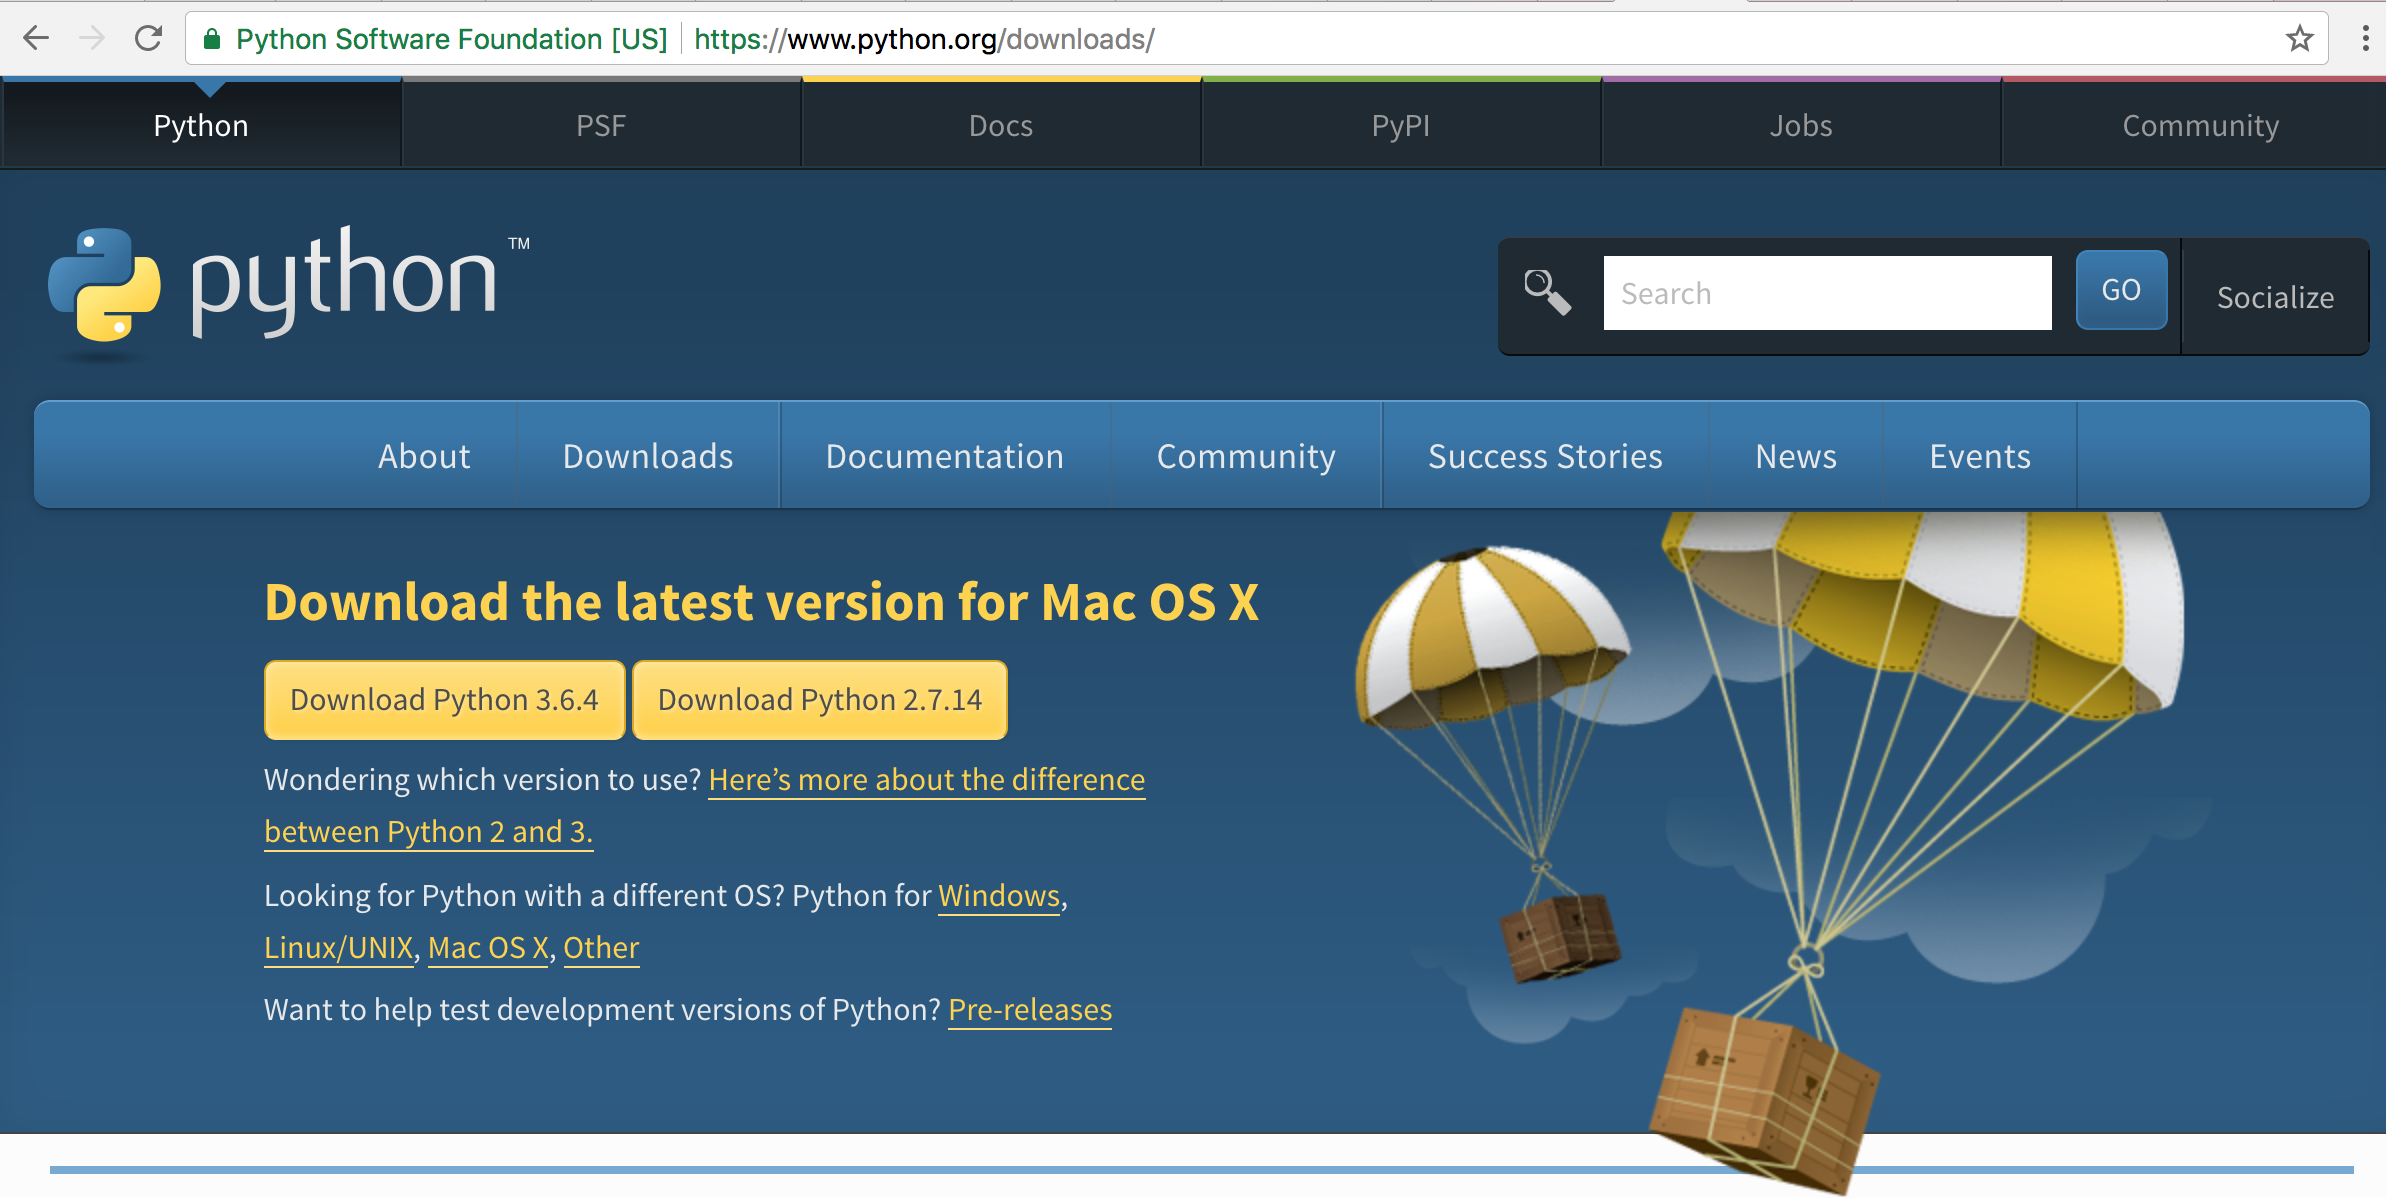 Python Software Foundation [US] https://www.python.org/downloads/
Python PSF Docs PyPI Jobs Community
python™ Search GO Socialize
About Downloads Documentation Community Success Stories News Events
Download the latest version for Mac OS X
Download Python 3.6.4 Download Python 2.7.14
Wondering which version to use? Here’s more about the difference
between Python 2 and 3.
Looking for Python with a different OS? Python for Windows,
Linux/UNIX, Mac OS X, Other
Want to help test development versions of Python? Pre-releases